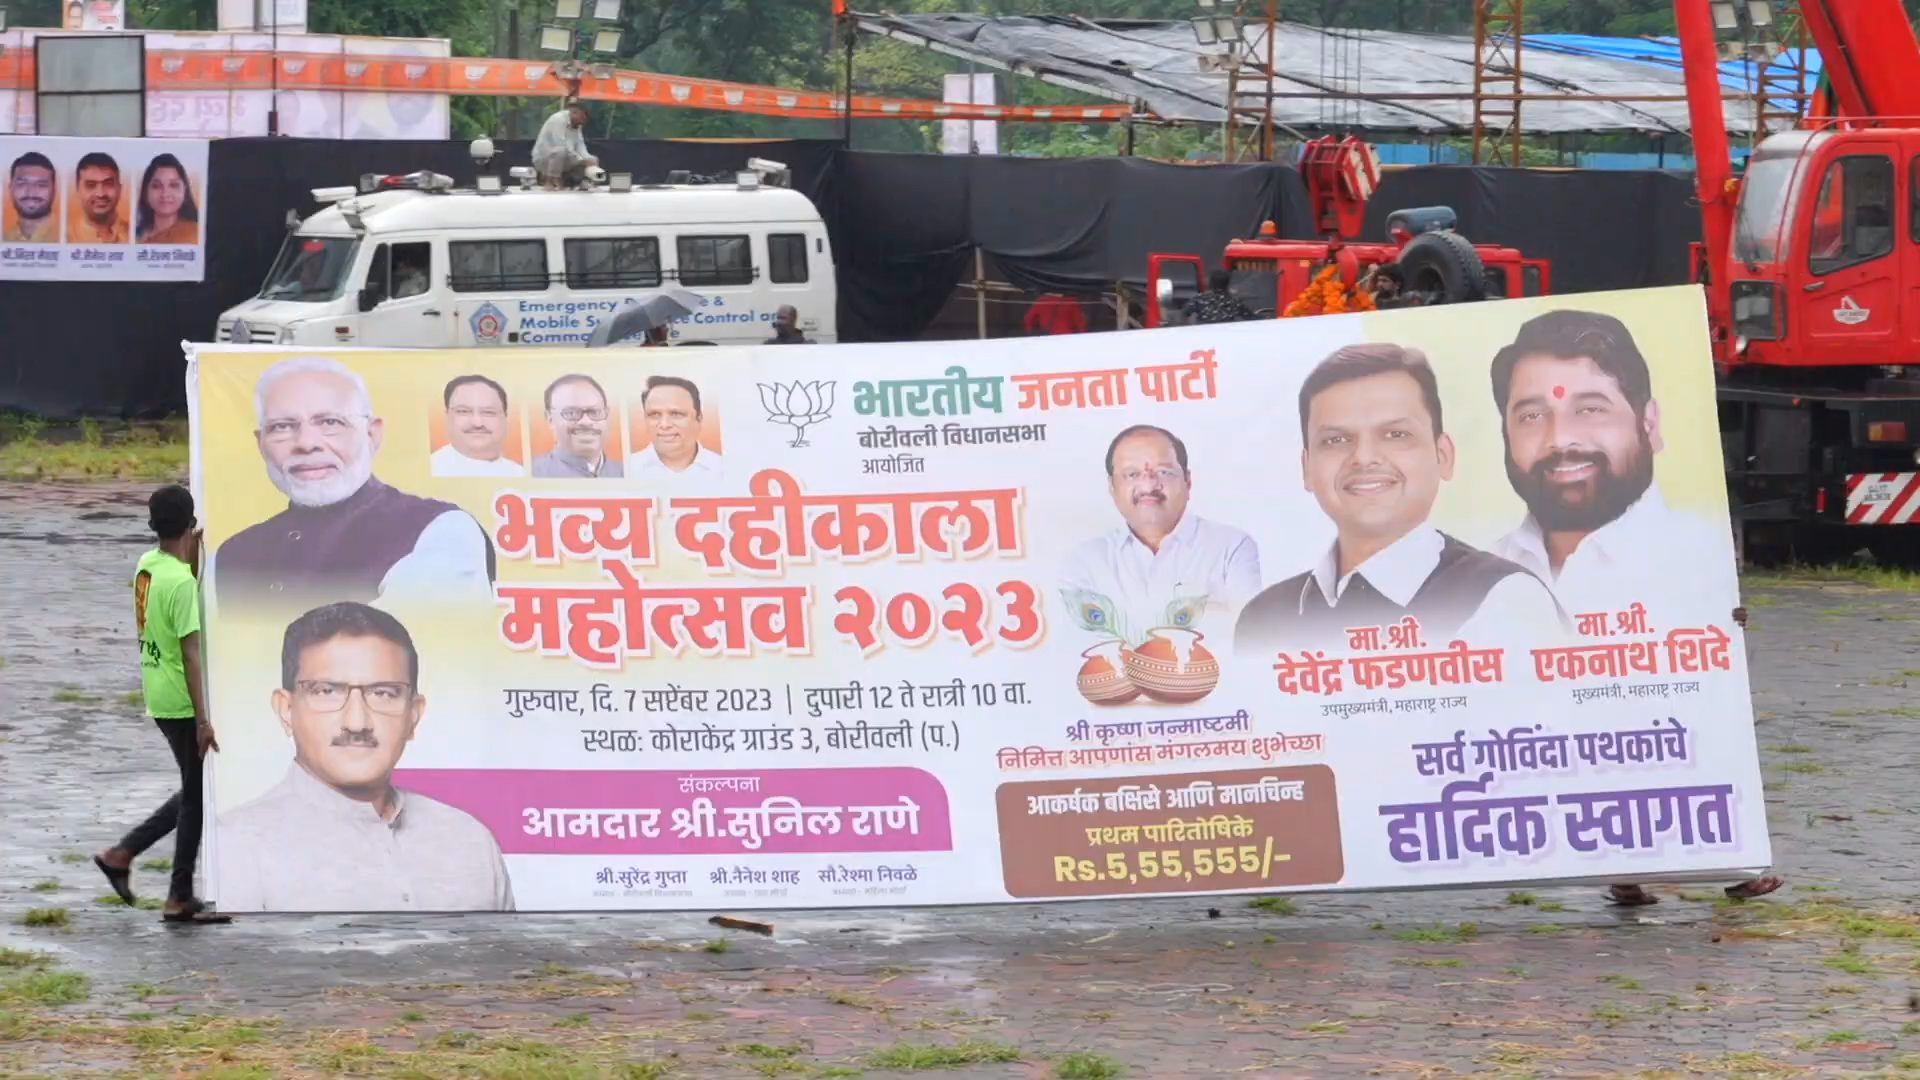 श्री.नैनेश शाह
सौ.रेश्मा निवळे
Emergency
Mobile
Control
भारतीय जनता पार्टी
बोरीवली विधानसभा
आयोजित
भव्य दहीकाला
महोत्सव २०२३
गुरुवार, दि. 7 सप्टेंबर 2023 | दुपारी 12 ते रात्री 10 वा.
स्थळ: कोराकेंद्र ग्राउंड 3, बोरीवली (प.)
संकल्पना
आमदार श्री.सुनिल राणे
श्री.सुरेंद्र गुप्ता
श्री.नैनेश शाह
सौ.रेश्मा निवळे
श्री कृष्ण जन्माष्टमी
निमित्त आपणांस मंगलमय शुभेच्छा
आकर्षक बक्षिसे आणि मानचिन्ह
प्रथम पारितोषिके
Rs.5,55,555/-
मा.श्री.
देवेंद्र फडणवीस
उपमुख्यमंत्री, महाराष्ट्र राज्य
मा.श्री.
एकनाथ शिंदे
मुख्यमंत्री, महाराष्ट्र राज्य
सर्व गोविंदा पथकांचे
हार्दिक स्वागत